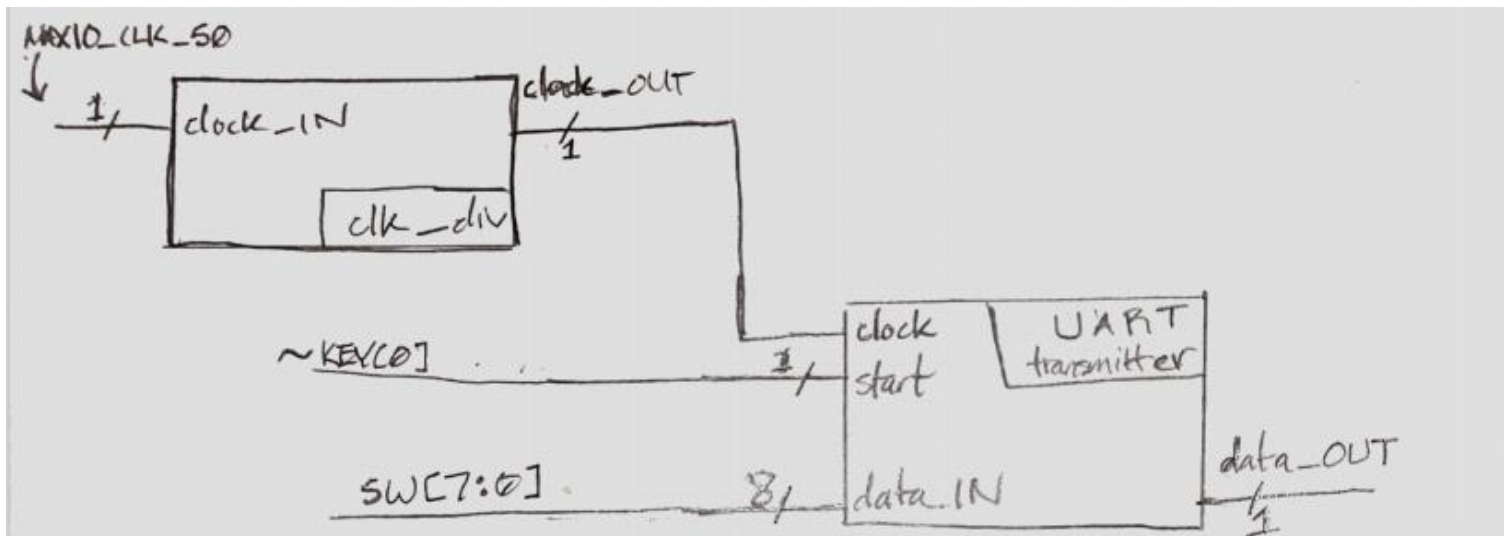 MAX10_CLK_50
1
clock_IN
clock_OUT
1
clk_div
~KEY[0]
1
clock
start
UART
transmitter
SW[7:0]
8
data_IN
data_OUT
1